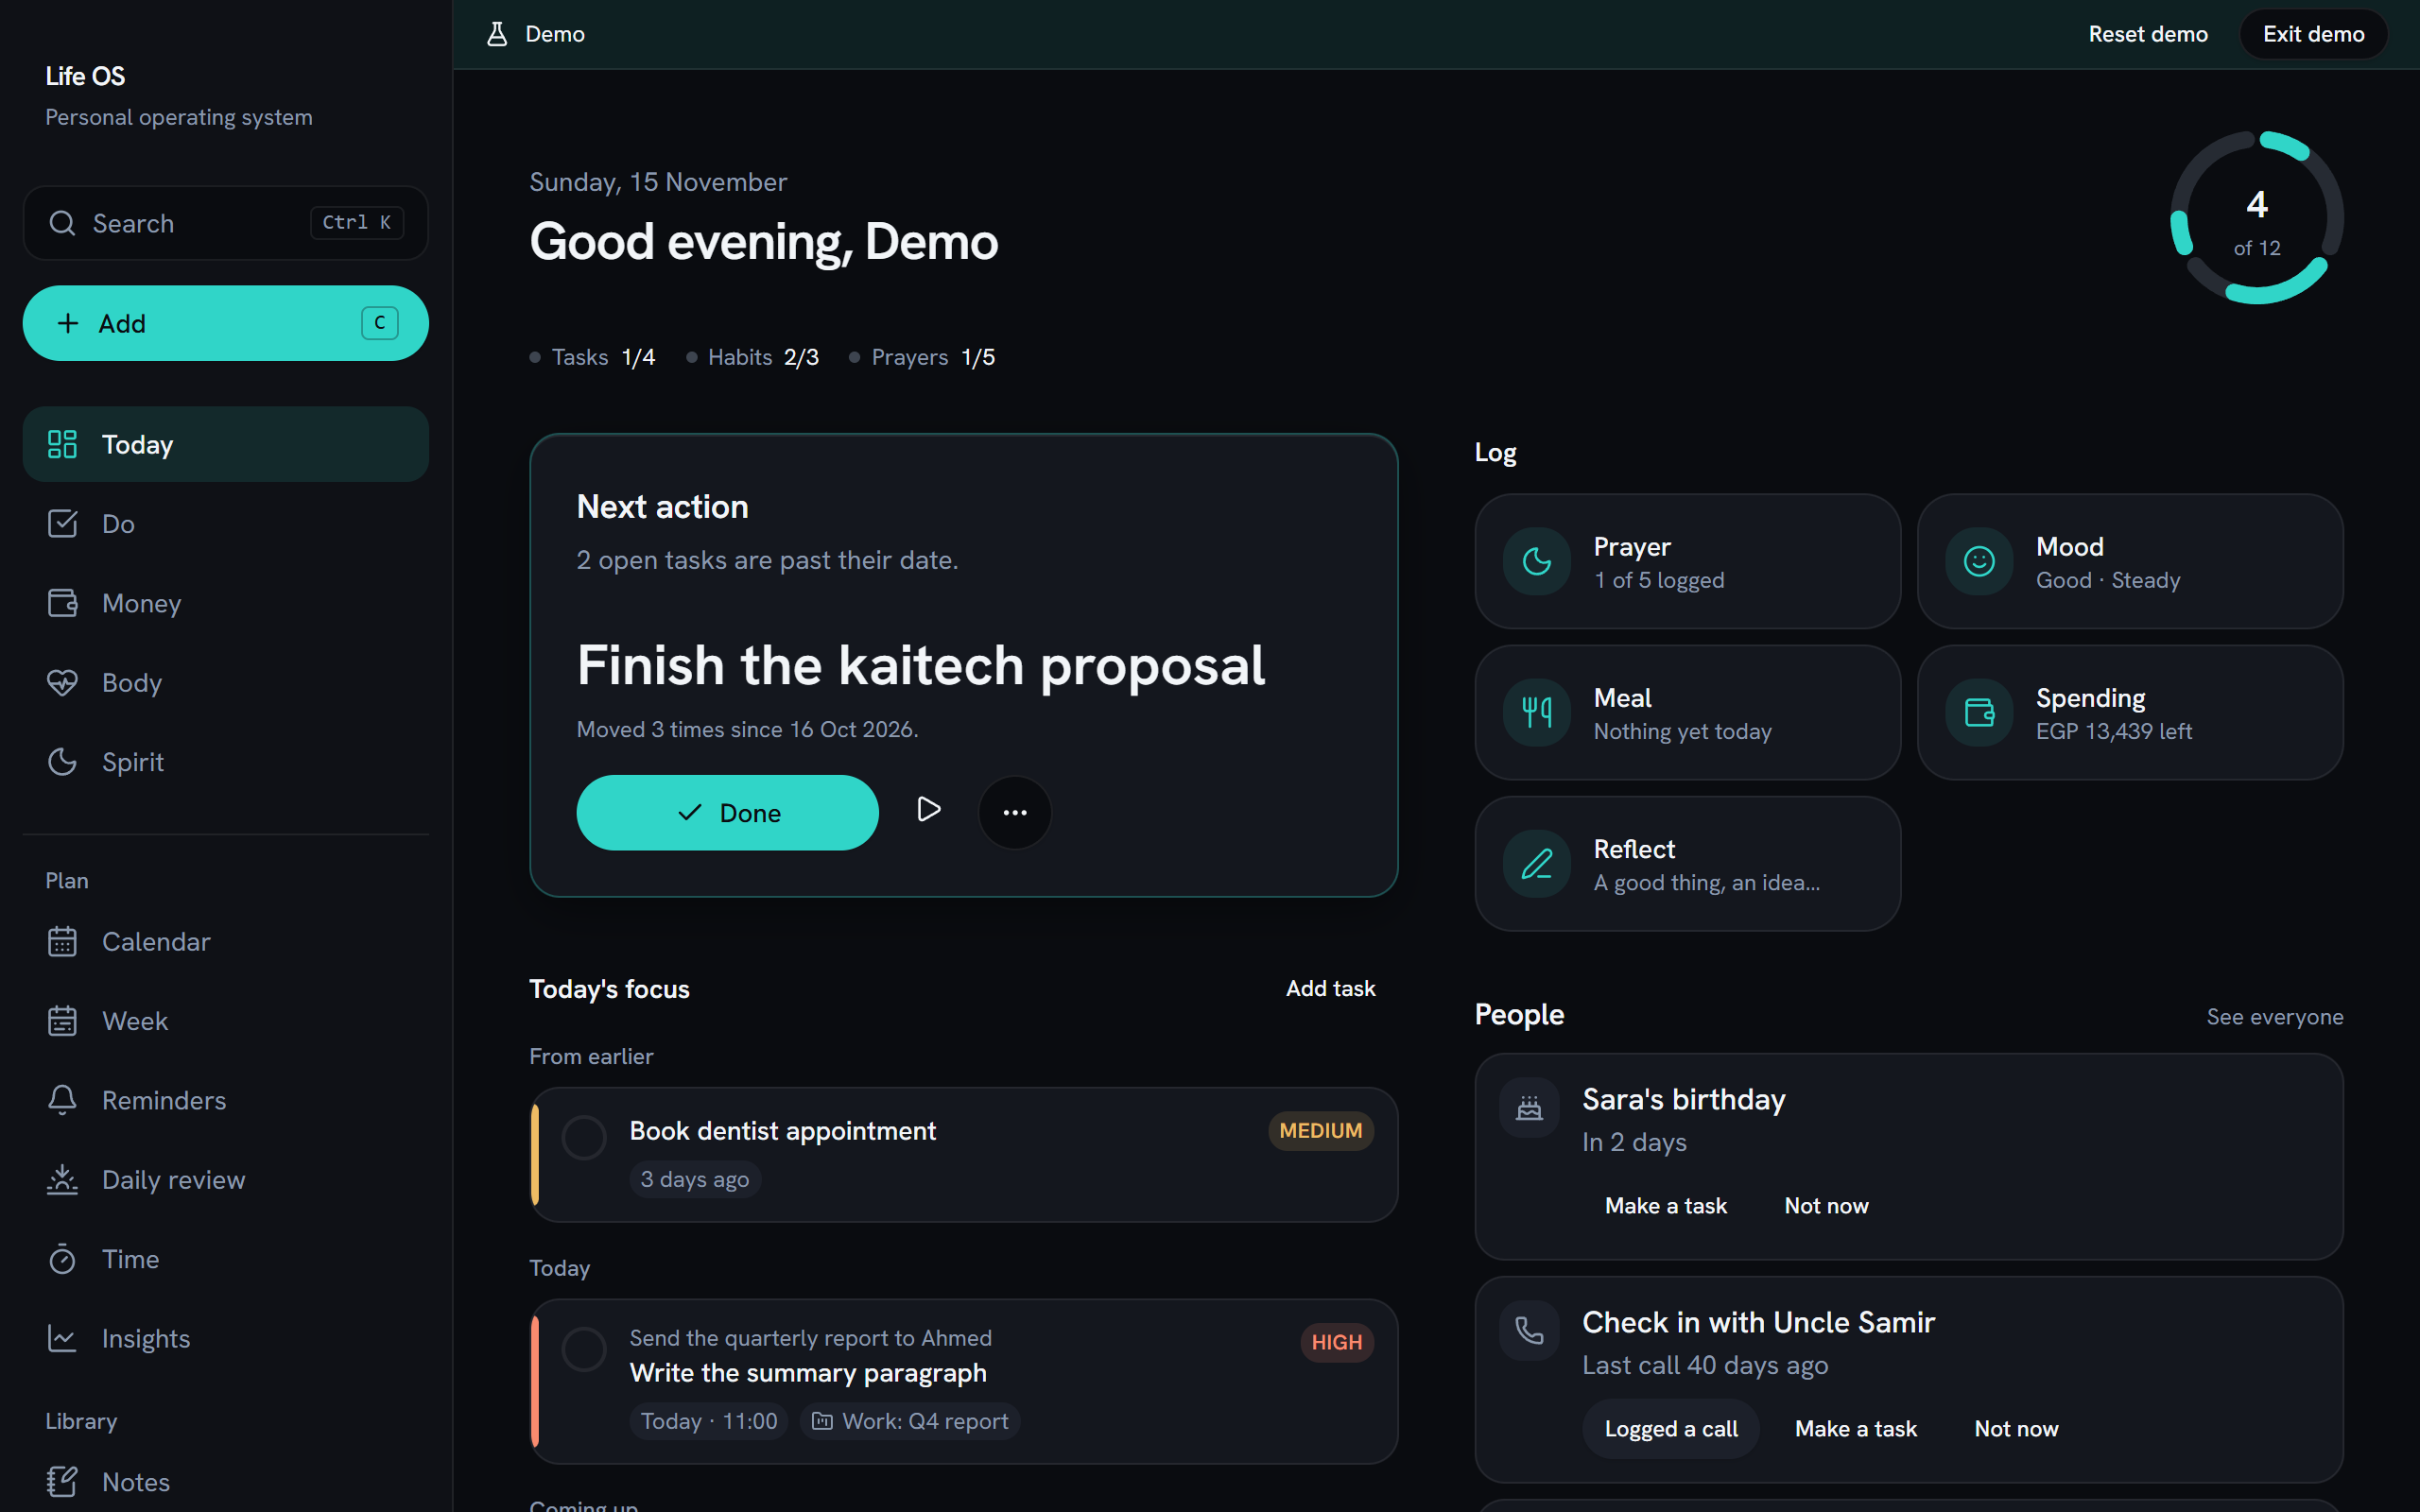 Life OS
Personal operating system
Search
Ctrl K
Add
C
Today
Do
Money
Body
Spirit
Plan
Calendar
Week
Reminders
Daily review
Time
Insights
Library
Notes
Demo
Reset demo
Exit demo
Sunday, 15 November
Good evening, Demo
4
of 12
Tasks 1/4
Habits 2/3
Prayers 1/5
Next action
2 open tasks are past their date.
Finish the kaitech proposal
Moved 3 times since 16 Oct 2026.
Done
Today's focus
Add task
From earlier
Book dentist appointment
MEDIUM
3 days ago
Today
Send the quarterly report to Ahmed
HIGH
Write the summary paragraph
Today · 11:00
Work: Q4 report
Coming up
Log
Prayer
1 of 5 logged
Mood
Good · Steady
Meal
Nothing yet today
Spending
EGP 13,439 left
Reflect
A good thing, an idea...
People
See everyone
Sara's birthday
In 2 days
Make a task
Not now
Check in with Uncle Samir
Last call 40 days ago
Logged a call
Make a task
Not now